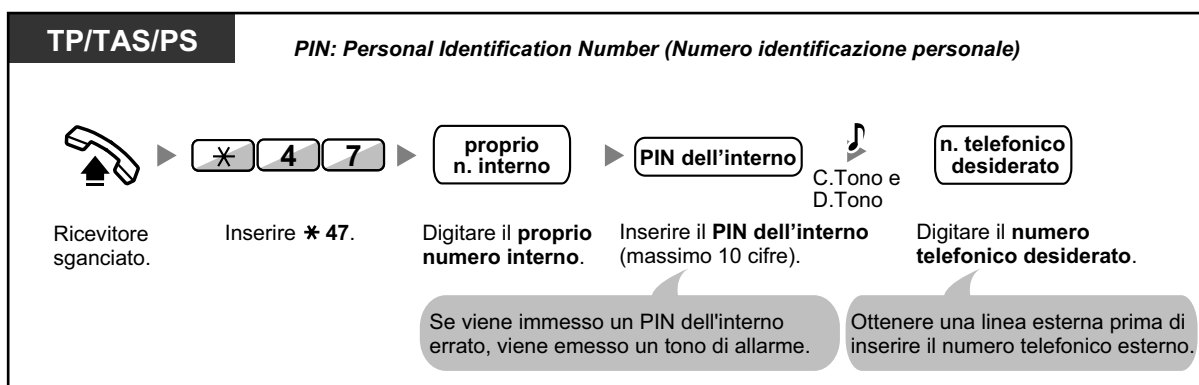 TP/TAS/PS
PIN: Personal Identification Number (Numero identificazione personale)
✳ 4 7
proprio
n. interno
PIN dell’interno
C.Tono e
D.Tono
n. telefonico
desiderato
Ricevitore
sganciato.
Inserire ✳ 47.
Digitare il proprio
numero interno.
Inserire il PIN dell’interno
(massimo 10 cifre).
Digitare il numero
telefonico desiderato.
Se viene immesso un PIN dell'interno
errato, viene emesso un tono di allarme.
Ottenere una linea esterna prima di
inserire il numero telefonico esterno.